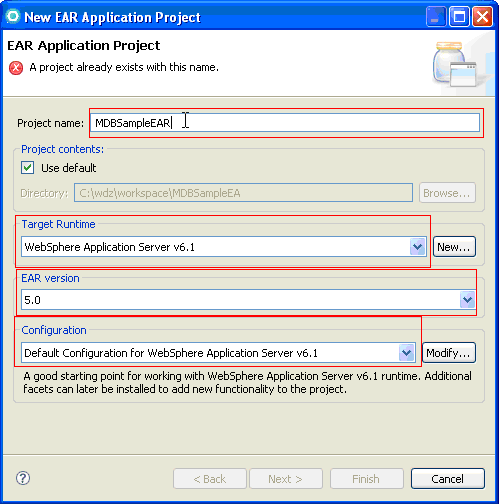 New EAR Application Project
EAR Application Project
A project already exists with this name.
Project name: MDBSampleEAR
Project contents:
Use default
Directory: C:\wdz\workspace\MDBSampleEA Browse...
Target Runtime
WebSphere Application Server v6.1 New...
EAR version
5.0
Configuration
Default Configuration for WebSphere Application Server v6.1 Modify...
A good starting point for working with WebSphere Application Server v6.1 runtime. Additional
facets can later be installed to add new functionality to the project.
? < Back Next > Finish Cancel